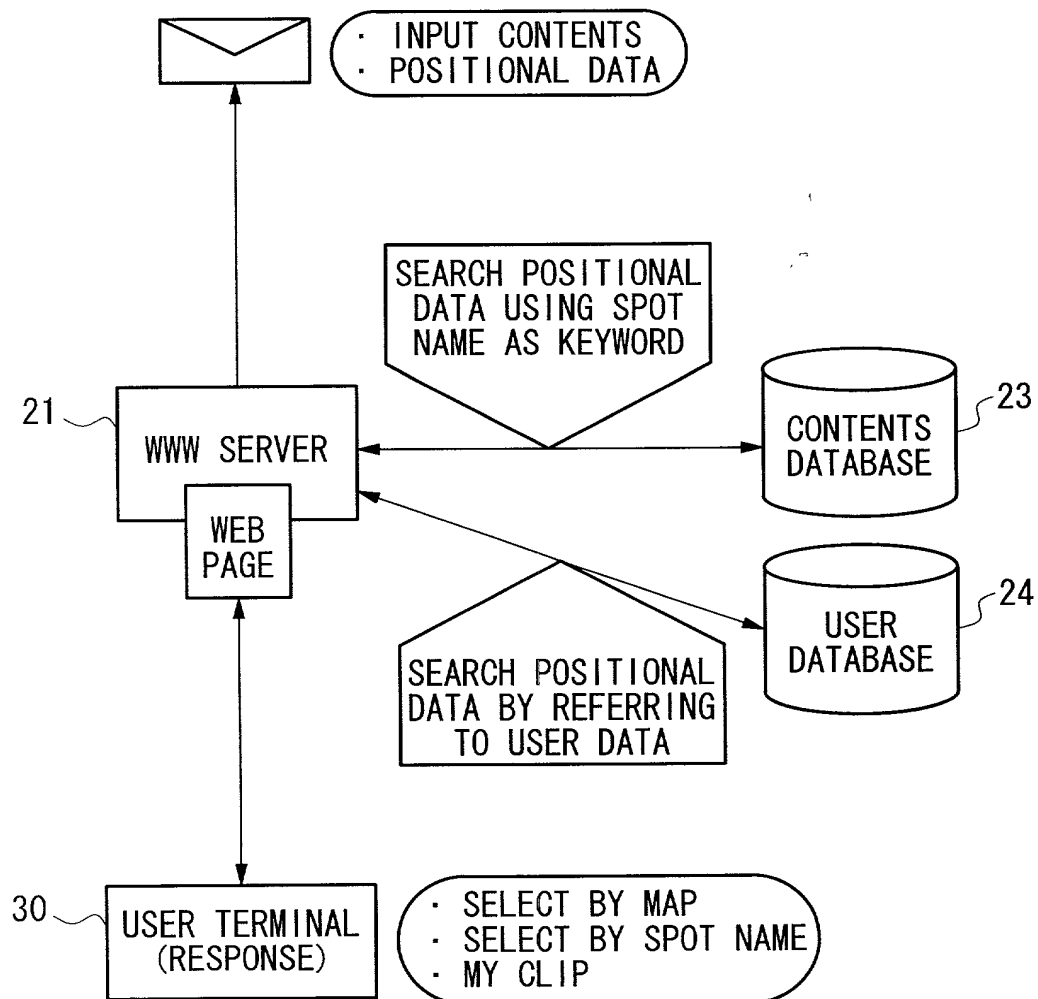 · INPUT CONTENTS
· POSITIONAL DATA
SEARCH POSITIONAL
DATA USING SPOT
NAME AS KEYWORD
21
WWW SERVER
WEB
PAGE
CONTENTS
DATABASE
23
USER
DATABASE
24
SEARCH POSITIONAL
DATA BY REFERRING
TO USER DATA
30
USER TERMINAL
(RESPONSE)
· SELECT BY MAP
· SELECT BY SPOT NAME
· MY CLIP